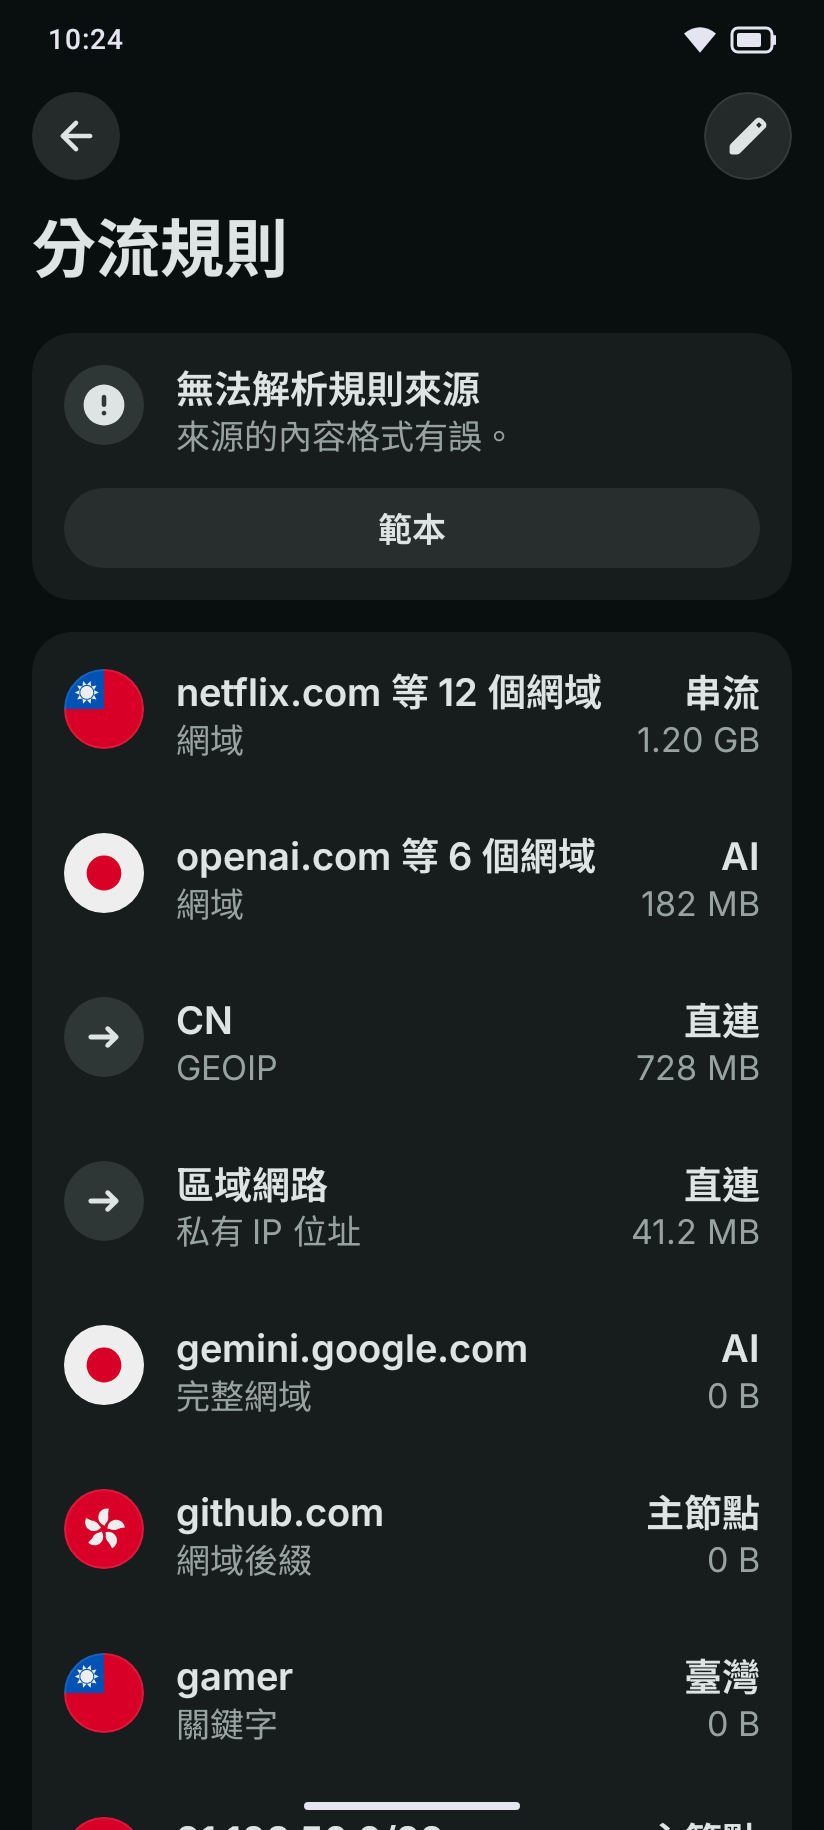 10:24
分流規則
無法解析規則來源
來源的內容格式有誤。
範本
netflix.com 等 12 個網域
串流
網域
1.20 GB
openai.com 等 6 個網域
AI
網域
182 MB
CN
直連
GEOIP
728 MB
區域網路
直連
私有 IP 位址
41.2 MB
gemini.google.com
AI
完整網域
0 B
github.com
主節點
網域後綴
0 B
gamer
臺灣
關鍵字
0 B
主節點